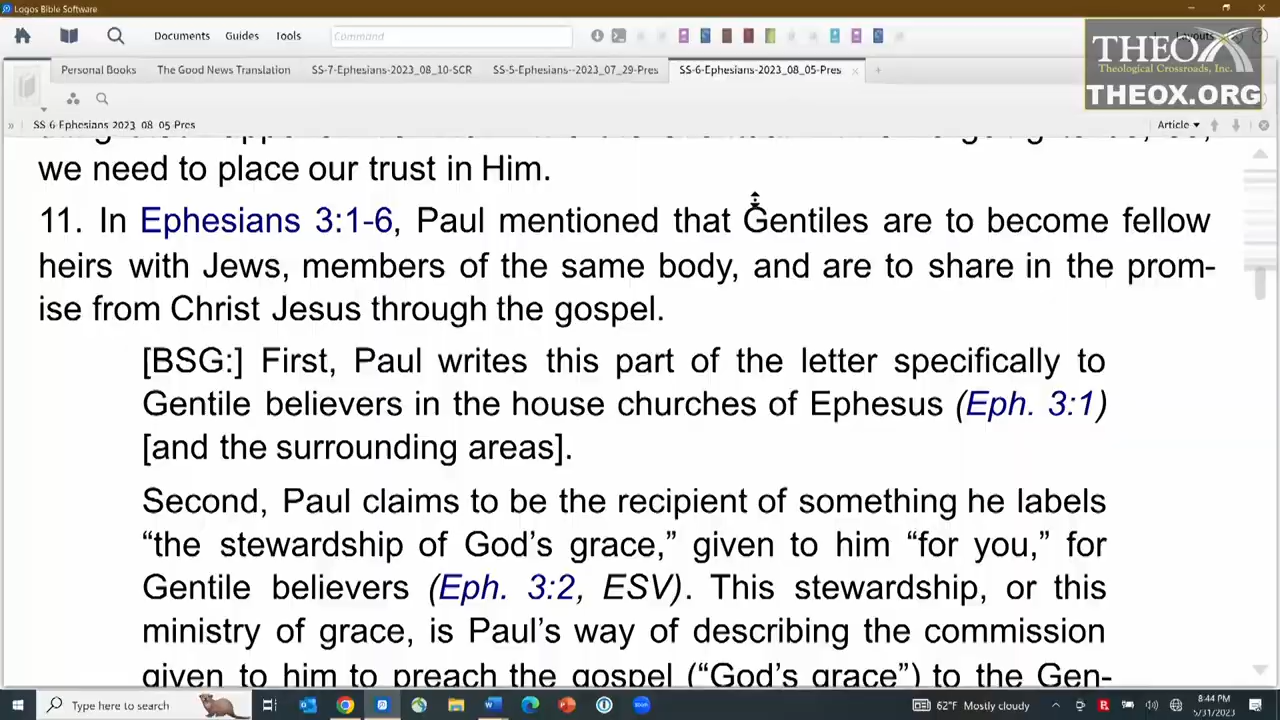 Logos Bible Software
Documents Guides Tools Command Layouts
THEOX
Theological Crossroads, Inc.
THEOX.ORG
Personal Books The Good News Translation SS-7-Ephesians-2023_0 SS-5-Ephesians--2023_07_29-Pres SS-6-Ephesians-2023_08_05-Pres
» SS-6-Ephesians-2023_08_05-Pres Article
we need to place our trust in Him.
11. In Ephesians 3:1-6, Paul mentioned that Gentiles are to become fellow
heirs with Jews, members of the same body, and are to share in the prom-
ise from Christ Jesus through the gospel.
[BSG:] First, Paul writes this part of the letter specifically to
Gentile believers in the house churches of Ephesus (Eph. 3:1)
[and the surrounding areas].
Second, Paul claims to be the recipient of something he labels
“the stewardship of God’s grace,” given to him “for you,” for
Gentile believers (Eph. 3:2, ESV). This stewardship, or this
ministry of grace, is Paul’s way of describing the commission
given to him to preach the gospel (“God’s grace”) to the Gen-
Type here to search
62°F Mostly cloudy
8:44 PM
5/31/2023